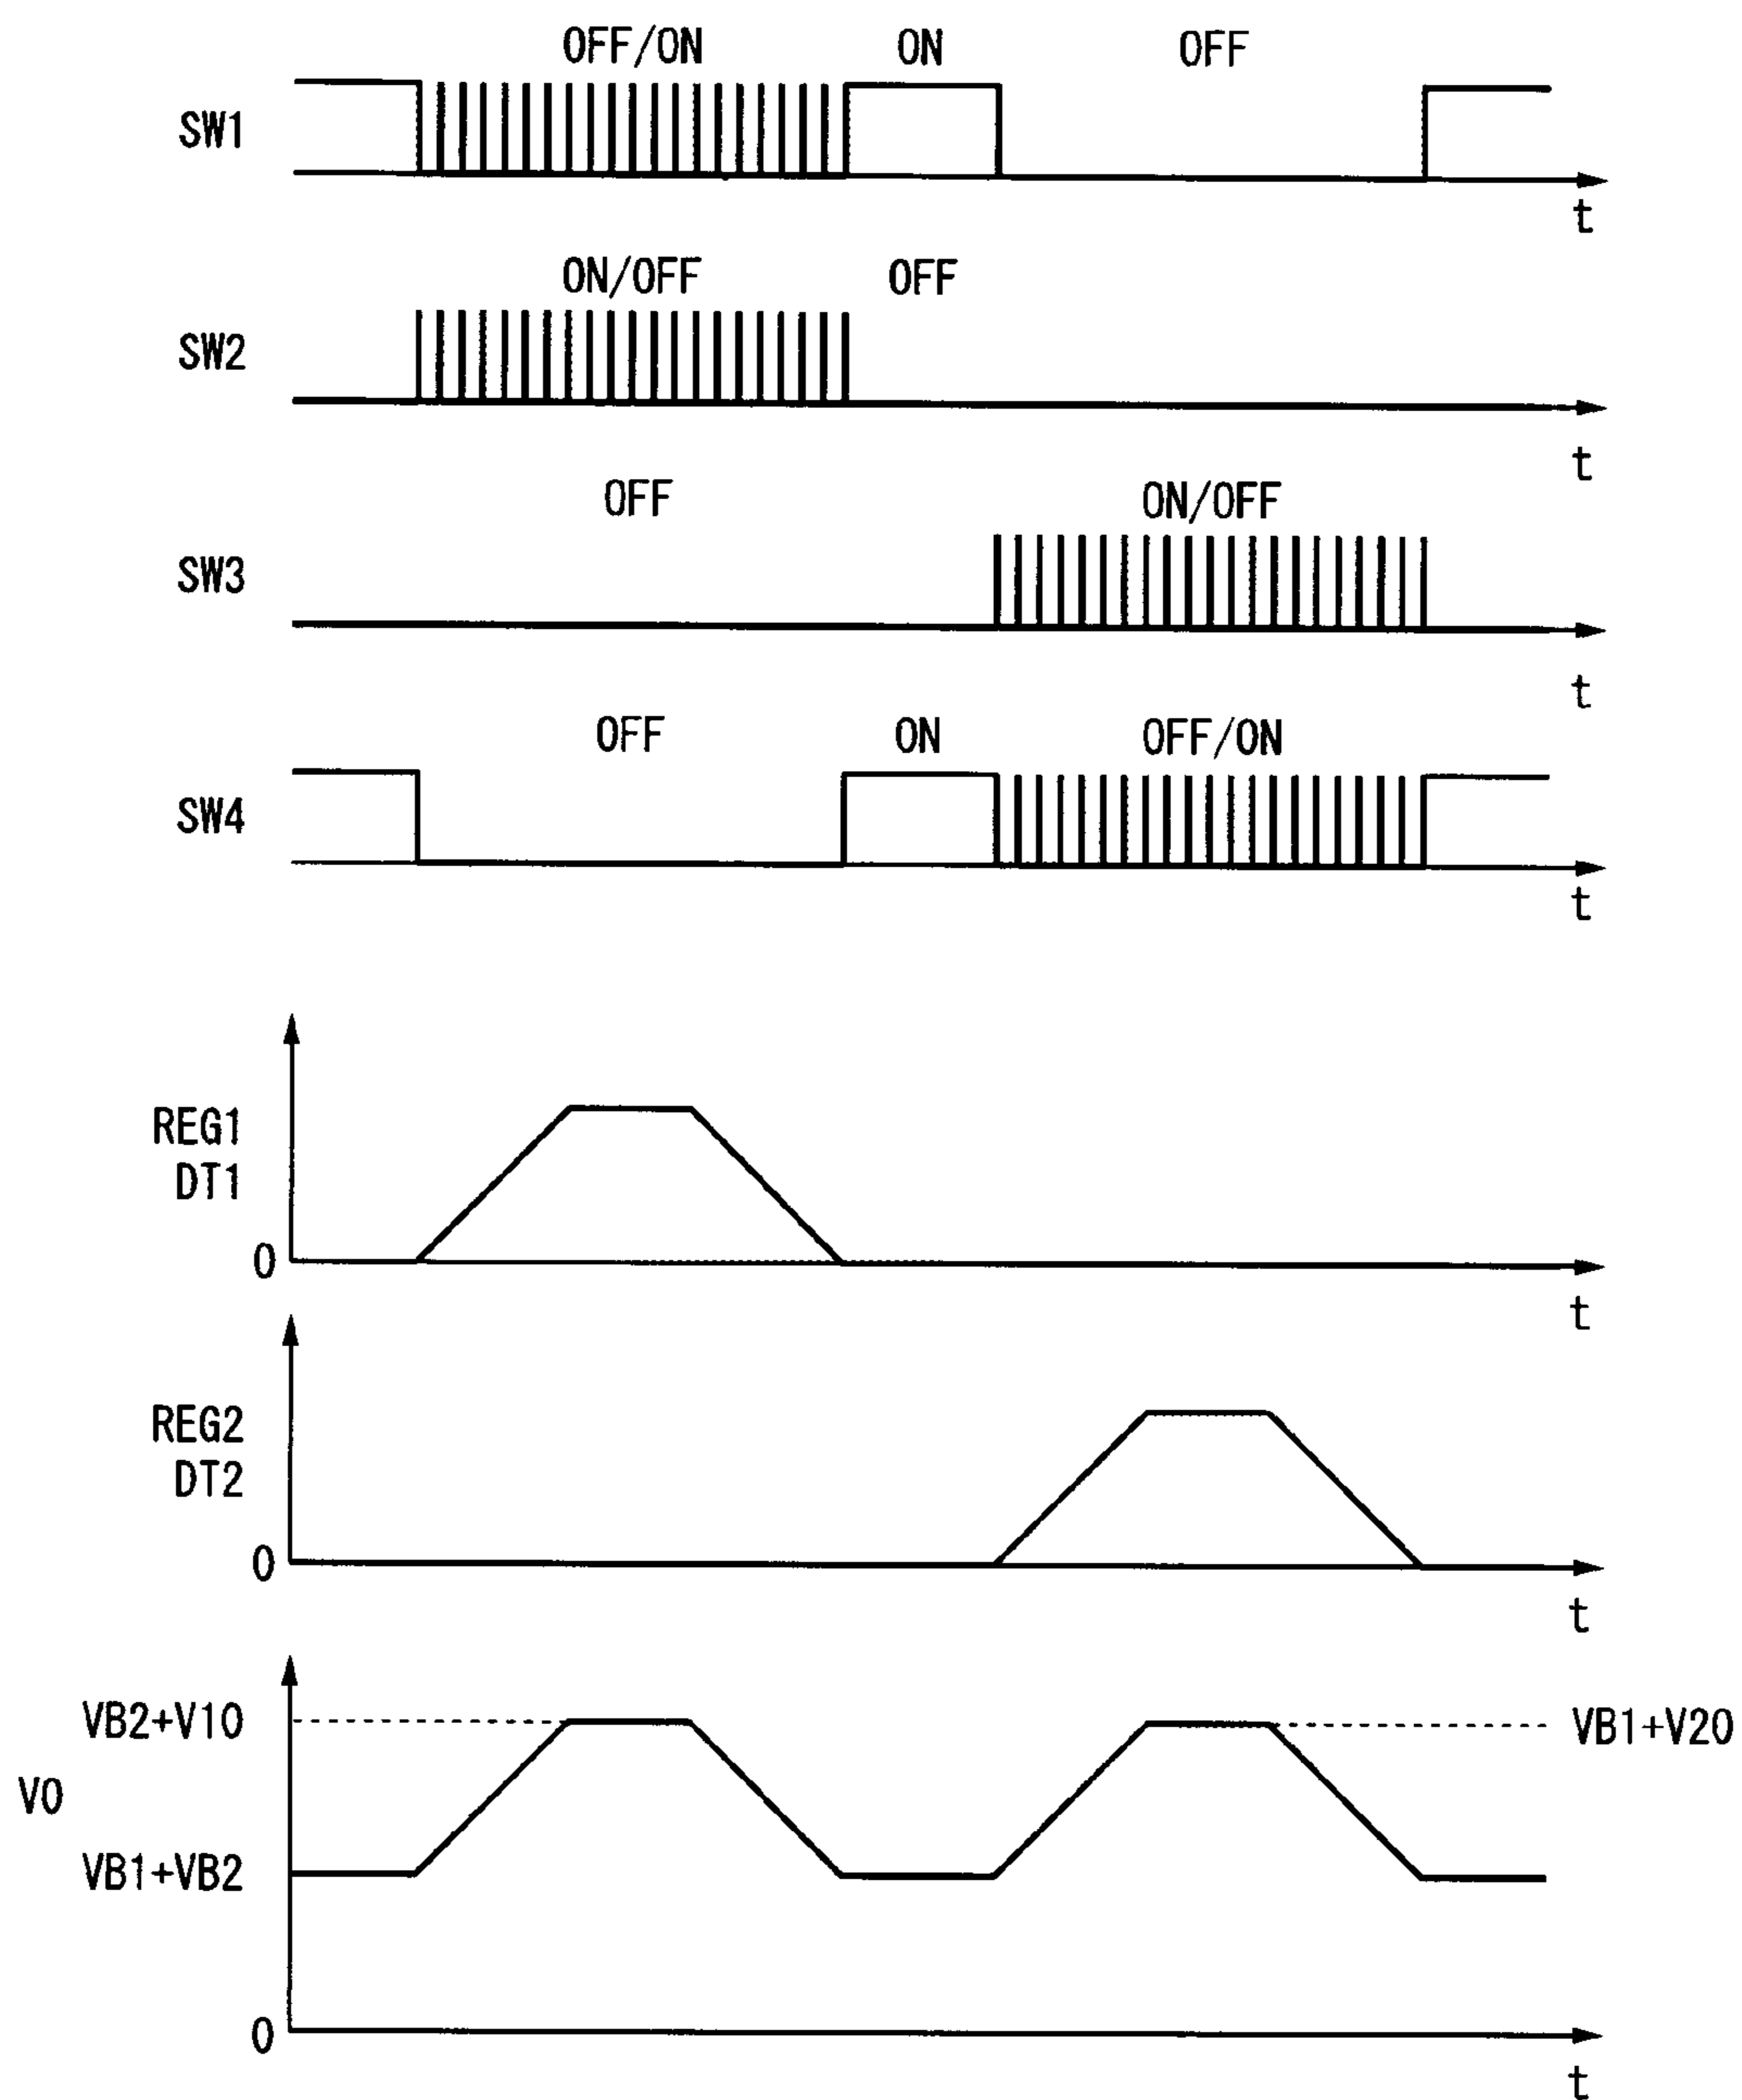 OFF/ON ON OFF
SW1
t
ON/OFF OFF
SW2
t
OFF ON/OFF
SW3
t
OFF ON OFF/ON
SW4
t
REG1
DT1
0
t
REG2
DT2
0
t
VB2+V10 VB1+V20
V0
VB1+VB2
0
t